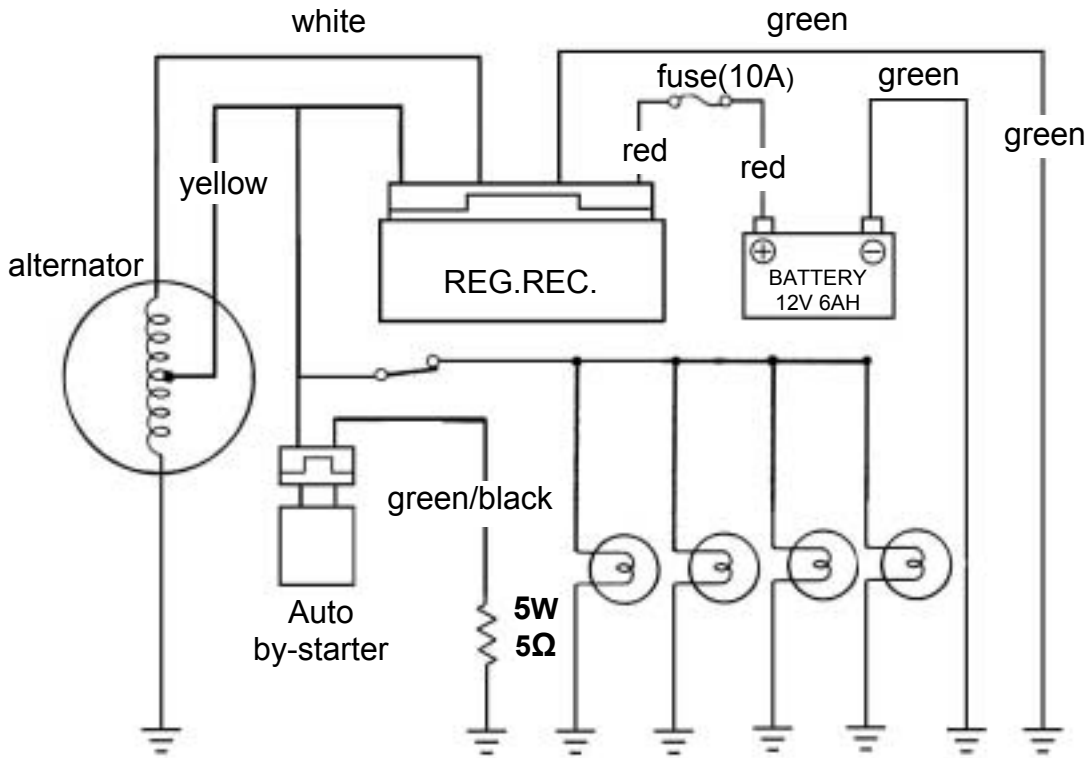 white
green
fuse(10A)
green
red
red
green
yellow
alternator
REG.REC.
+
−
BATTERY
12V 6AH
green/black
Auto
by-starter
5W
5Ω